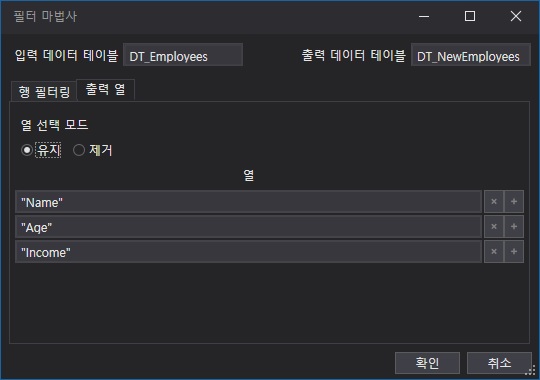 필터 마법사
입력 데이터 테이블 DT_Employees 출력 데이터 테이블 DT_NewEmployees
행 필터링 출력 열
열 선택 모드
유지 제거
열
"Name"
"Age"
"Income"
확인 취소